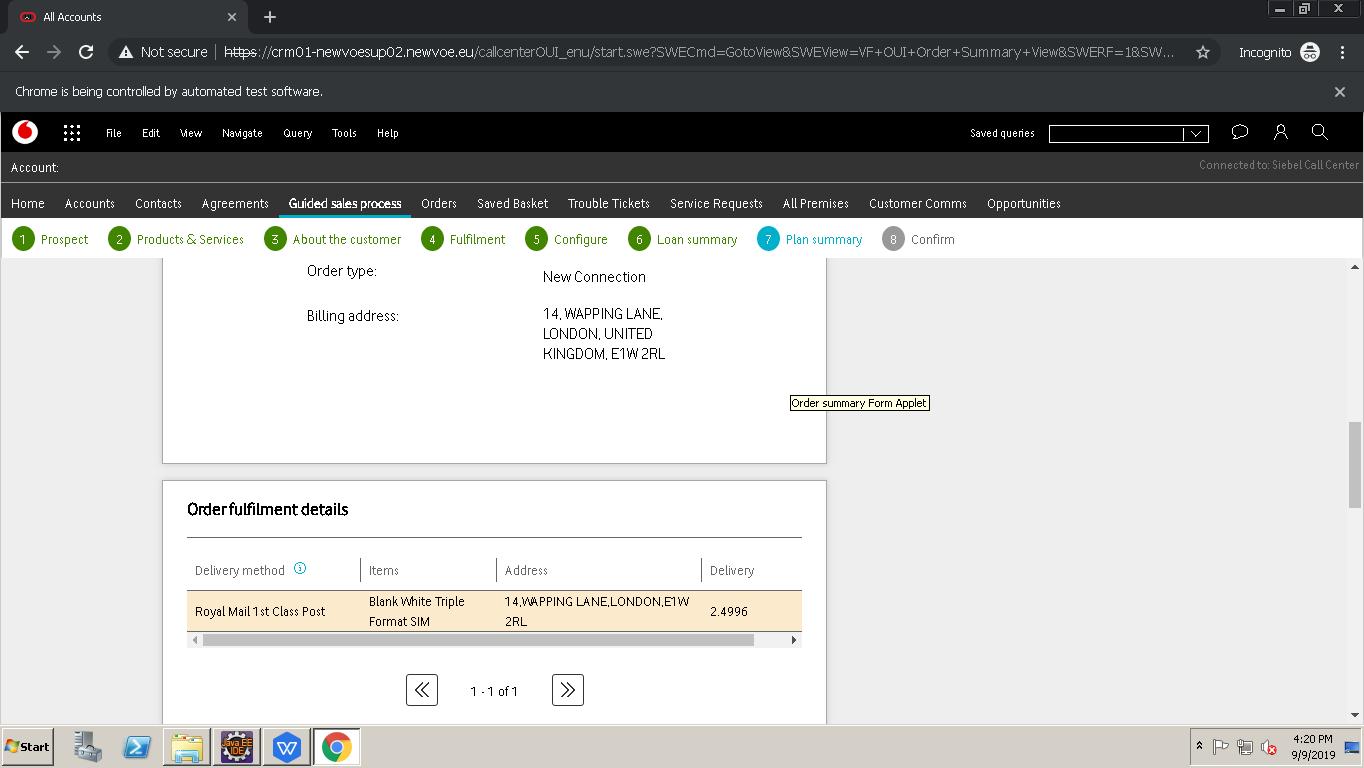 All Accounts
Not secure https://crm01-newvoesup02.newvoe.eu/callcenterOUI_enu/start.swe?SWECmd=GotoView&SWEView=VF+OUI+Order+Summary+View&SWERF=1&SW... Incognito
Chrome is being controlled by automated test software.
File Edit View Navigate Query Tools Help Saved queries
Account: Connected to: Siebel Call Center
Home Accounts Contacts Agreements Guided sales process Orders Saved Basket Trouble Tickets Service Requests All Premises Customer Comms Opportunities
1 Prospect 2 Products & Services 3 About the customer 4 Fulfilment 5 Configure 6 Loan summary 7 Plan summary 8 Confirm
Order type: New Connection
Billing address: 14, WAPPING LANE,
LONDON, UNITED
KINGDOM, E1W 2RL
Order summary Form Applet
Order fulfilment details
Delivery method Items Address Delivery
Royal Mail 1st Class Post Blank White Triple 14,WAPPING LANE,LONDON,E1W 2.4996
Format SIM 2RL
1 - 1 of 1
Start Java EE IDE 4:20 PM
9/9/2019